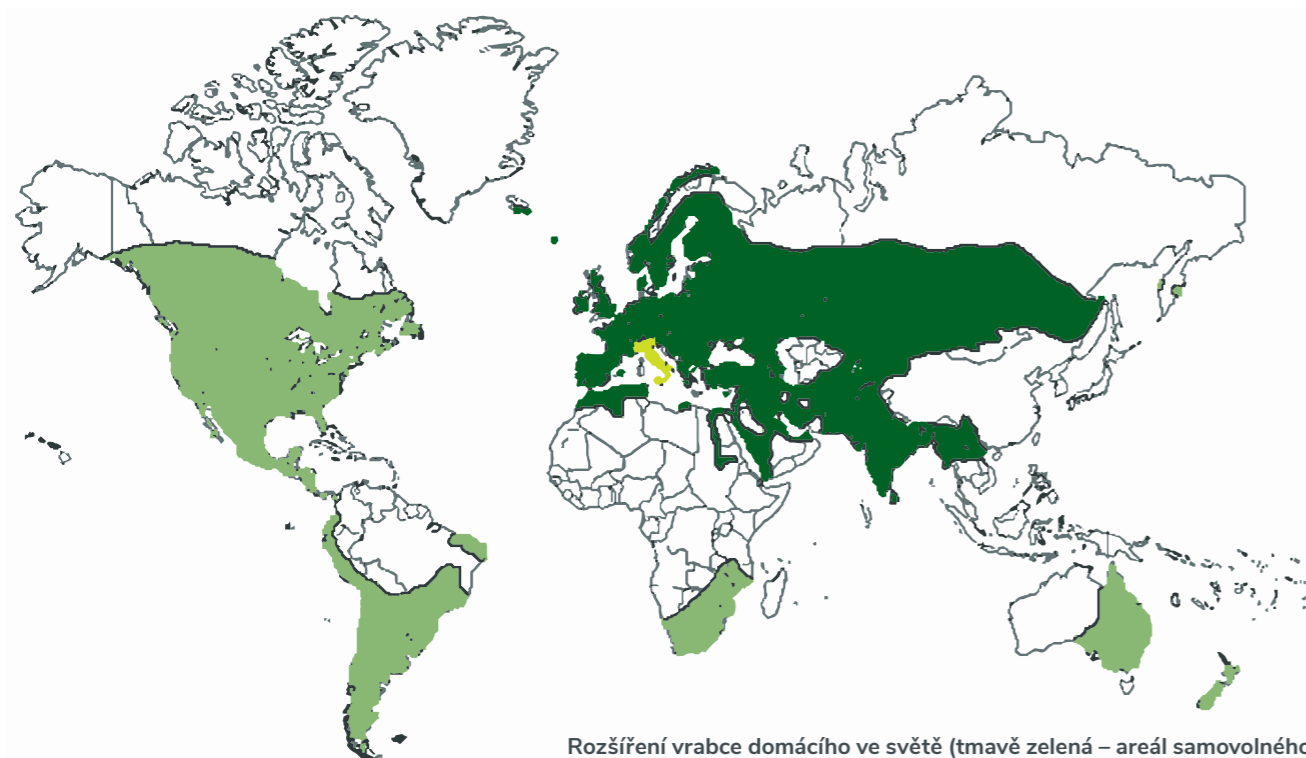 Rozšíření vrabce domácího ve světě (tmavě zelená – areál samovolného